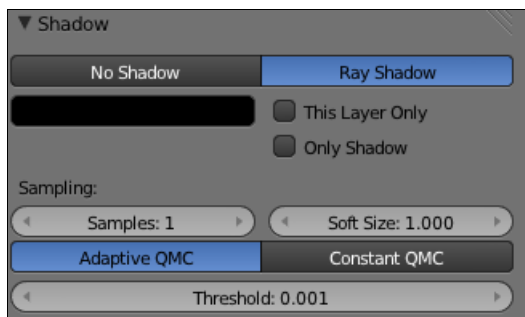 Shadow
No Shadow Ray Shadow
This Layer Only
Only Shadow
Sampling:
Samples: 1 Soft Size: 1.000
Adaptive QMC Constant QMC
Threshold: 0.001